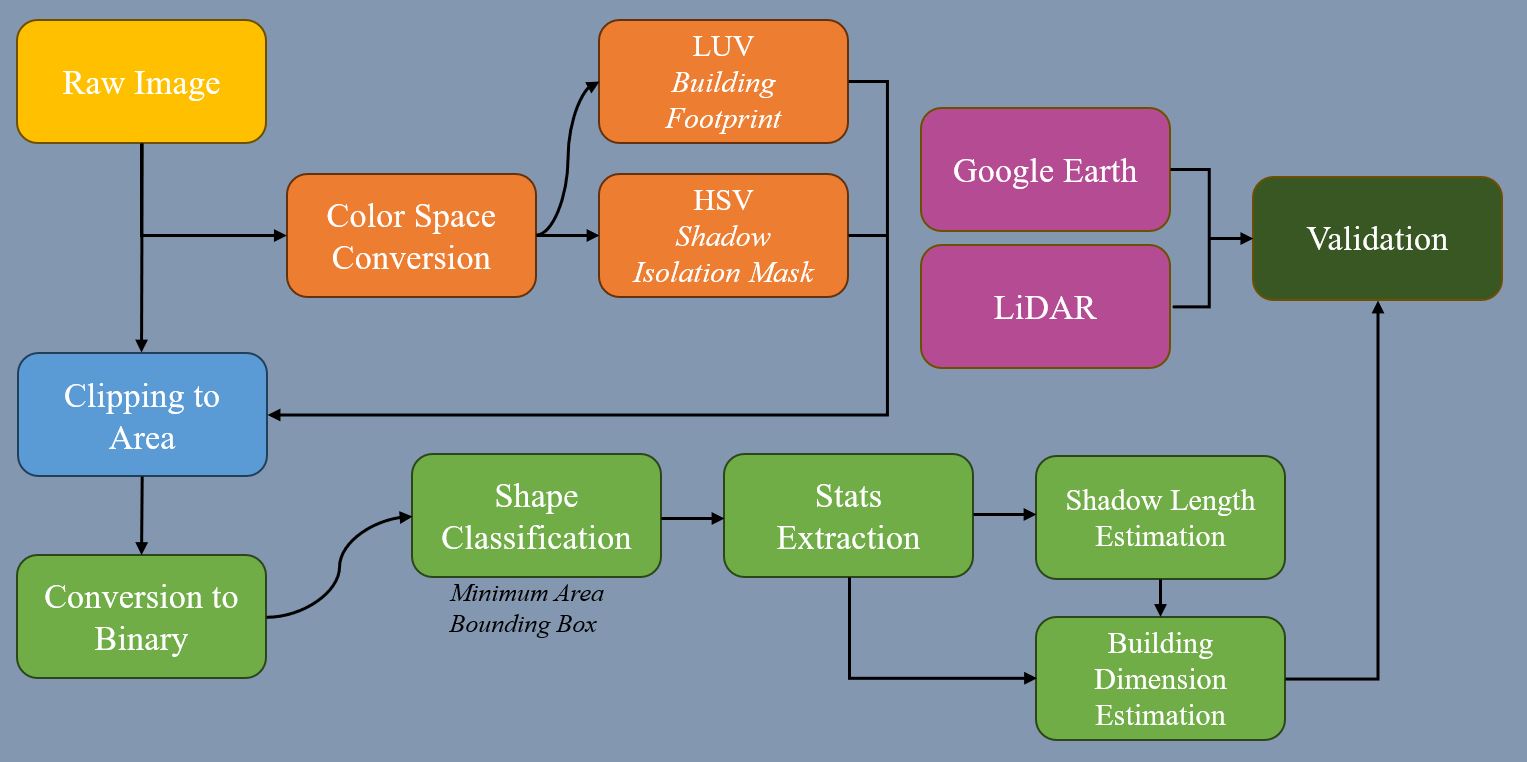 Raw Image
LUV
Building
Footprint
Color Space
Conversion
HSV
Shadow
Isolation Mask
Google Earth
LiDAR
Validation
Clipping to
Area
Conversion to
Binary
Shape
Classification
Minimum Area
Bounding Box
Stats
Extraction
Shadow Length
Estimation
Building
Dimension
Estimation